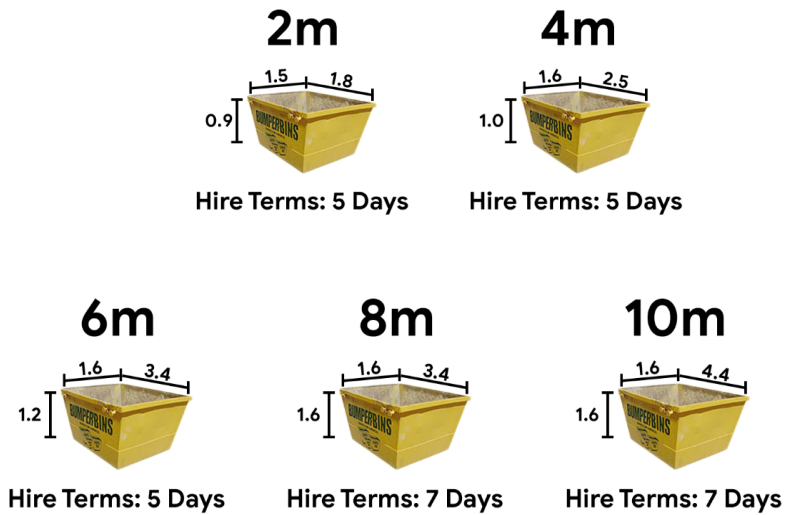 2m
4m
1.5 1.8
0.9
BUMPERBINS
1.6 2.5
1.0
BUMPERBINS
Hire Terms: 5 Days
Hire Terms: 5 Days
6m
8m
10m
1.6 3.4
1.2
BUMPERBINS
1.6 3.4
1.6
BUMPERBINS
1.6 4.4
1.6
BUMPERBINS
Hire Terms: 5 Days
Hire Terms: 7 Days
Hire Terms: 7 Days